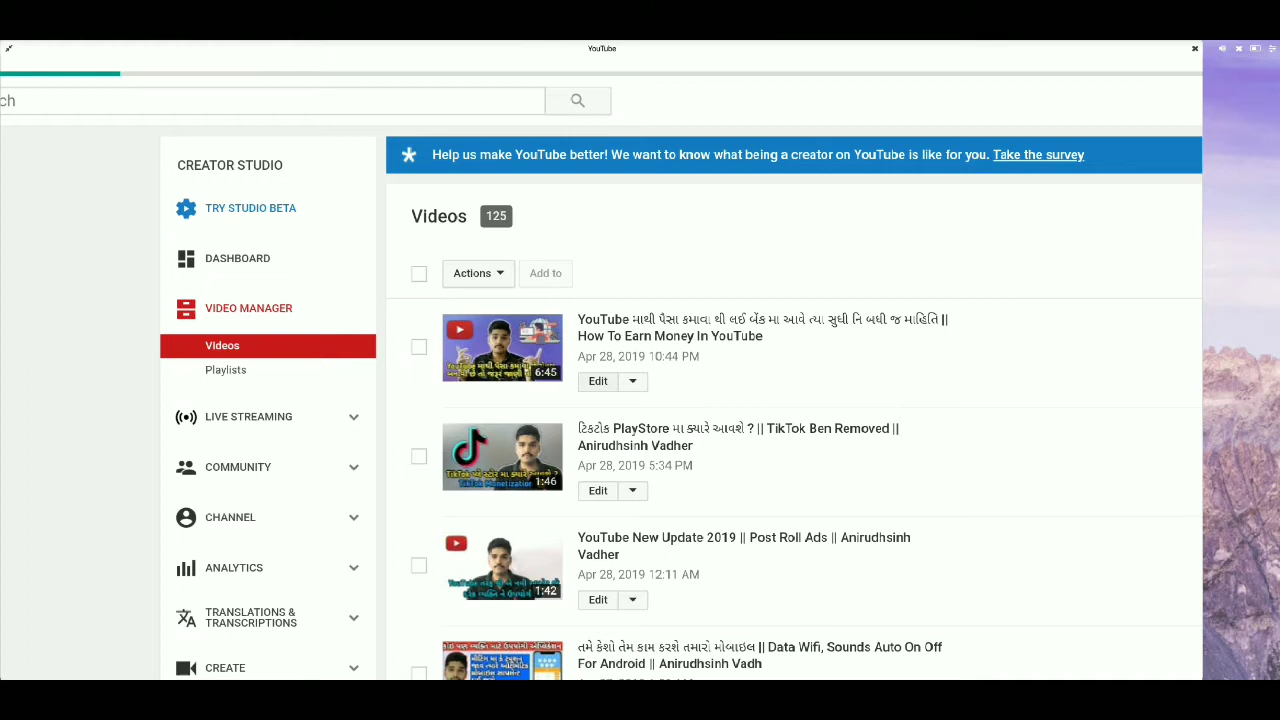 YouTube
ch
CREATOR STUDIO
TRY STUDIO BETA
DASHBOARD
VIDEO MANAGER
Videos
Playlists
LIVE STREAMING
COMMUNITY
CHANNEL
ANALYTICS
TRANSLATIONS &
TRANSCRIPTIONS
CREATE
Help us make YouTube better! We want to know what being a creator on YouTube is like for you. Take the survey
Videos 125
Actions Add to
YouTube માથી પૈસા કમાવા થી લઈ બેંક મા આવે ત્યા સુધી નિ બધી જ માહિતિ ||
How To Earn Money In YouTube
Apr 28, 2019 10:44 PM
6:45
Edit
ટિકટોક PlayStore મા ક્યારે આવશે ? || TikTok Ben Removed ||
Anirudhsinh Vadher
Apr 28, 2019 5:34 PM
TikTok Monetization
1:46
Edit
YouTube New Update 2019 || Post Roll Ads || Anirudhsinh
Vadher
Apr 28, 2019 12:11 AM
1:42
Edit
તમે કેશો તેમ કામ કરશે તમારો મોબાઇલ || Data Wifi, Sounds Auto On Off
For Android || Anirudhsinh Vadh